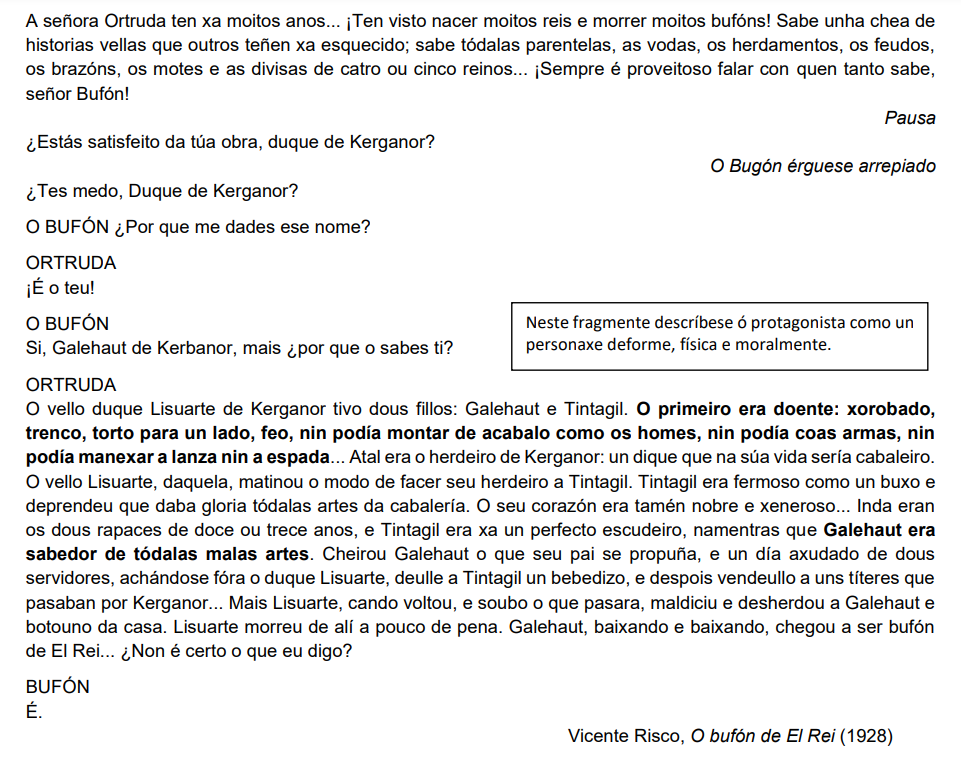 A señora Ortruda ten xa moitos anos... ¡Ten visto nacer moitos reis e morrer moitos bufóns! Sabe unha chea de
historias vellas que outros teñen xa esquecido; sabe tódalas parentelas, as vodas, os herdamentos, os feudos,
os brazóns, os motes e as divisas de catro ou cinco reinos... ¡Sempre é proveitoso falar con quen tanto sabe,
señor Bufón!
Pausa
¿Estás satisfeito da túa obra, duque de Kerganor?
O Bugón érguese arrepiado
¿Tes medo, Duque de Kerganor?
O BUFÓN ¿Por que me dades ese nome?
ORTRUDA
¡É o teu!
O BUFÓN
Si, Galehaut de Kerbanor, mais ¿por que o sabes ti?
Neste fragmente descríbese ó protagonista como un
personaxe deforme, física e moralmente.
ORTRUDA
O vello duque Lisuarte de Kerganor tivo dous fillos: Galehaut e Tintagil. O primeiro era doente: xorobado,
trenco, torto para un lado, feo, nin podía montar de acabalo como os homes, nin podía coas armas, nin
podía manexar a lanza nin a espada... Atal era o herdeiro de Kerganor: un dique que na súa vida sería cabaleiro.
O vello Lisuarte, daquela, matinou o modo de facer seu herdeiro a Tintagil. Tintagil era fermoso como un buxo e
deprendeu que daba gloria tódalas artes da cabalería. O seu corazón era tamén nobre e xeneroso... Inda eran
os dous rapaces de doce ou trece anos, e Tintagil era xa un perfecto escudeiro, namentras que Galehaut era
sabedor de tódalas malas artes. Cheirou Galehaut o que seu pai se propuña, e un día axudado de dous
servidores, achándose fóra o duque Lisuarte, deulle a Tintagil un bebedizo, e despois vendeullo a uns títeres que
pasaban por Kerganor... Mais Lisuarte, cando voltou, e soubo o que pasara, maldiciu e desherdou a Galehaut e
botouno da casa. Lisuarte morreu de alí a pouco de pena. Galehaut, baixando e baixando, chegou a ser bufón
de El Rei... ¿Non é certo o que eu digo?
BUFÓN
É.
Vicente Risco, O bufón de El Rei (1928)